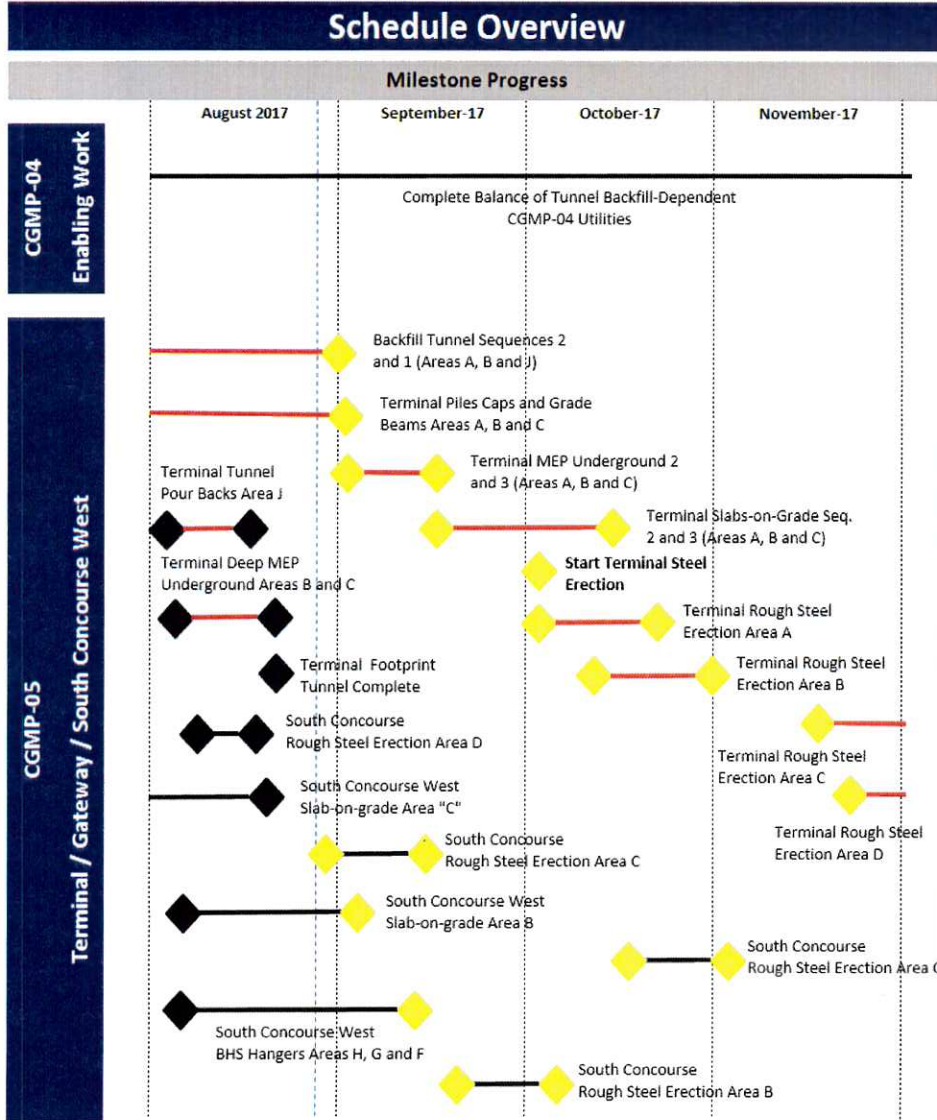 Schedule Overview
Milestone Progress
August 2017
September-17
October-17
November-17
CGMP-04
Enabling Work
Complete Balance of Tunnel Backfill-Dependent
CGMP-04 Utilities
CGMP-05
Terminal / Gateway / South Concourse West
Backfill Tunnel Sequences 2
and 1 (Areas A, B and J)
Terminal Piles Caps and Grade
Beams Areas A, B and C
Terminal MEP Underground 2
and 3 (Areas A, B and C)
Terminal Tunnel
Pour Backs Area J
Terminal Slabs-on-Grade Seq.
2 and 3 (Areas A, B and C)
Terminal Deep MEP
Underground Areas B and C
Start Terminal Steel
Erection
Terminal Rough Steel
Erection Area A
Terminal Footprint
Tunnel Complete
Terminal Rough Steel
Erection Area B
South Concourse
Rough Steel Erection Area D
Terminal Rough Steel
Erection Area C
South Concourse West
Slab-on-grade Area "C"
Terminal Rough Steel
Erection Area D
South Concourse
Rough Steel Erection Area C
South Concourse West
Slab-on-grade Area B
South Concourse
Rough Steel Erection Area
South Concourse West
BHS Hangers Areas H, G and F
South Concourse
Rough Steel Erection Area B